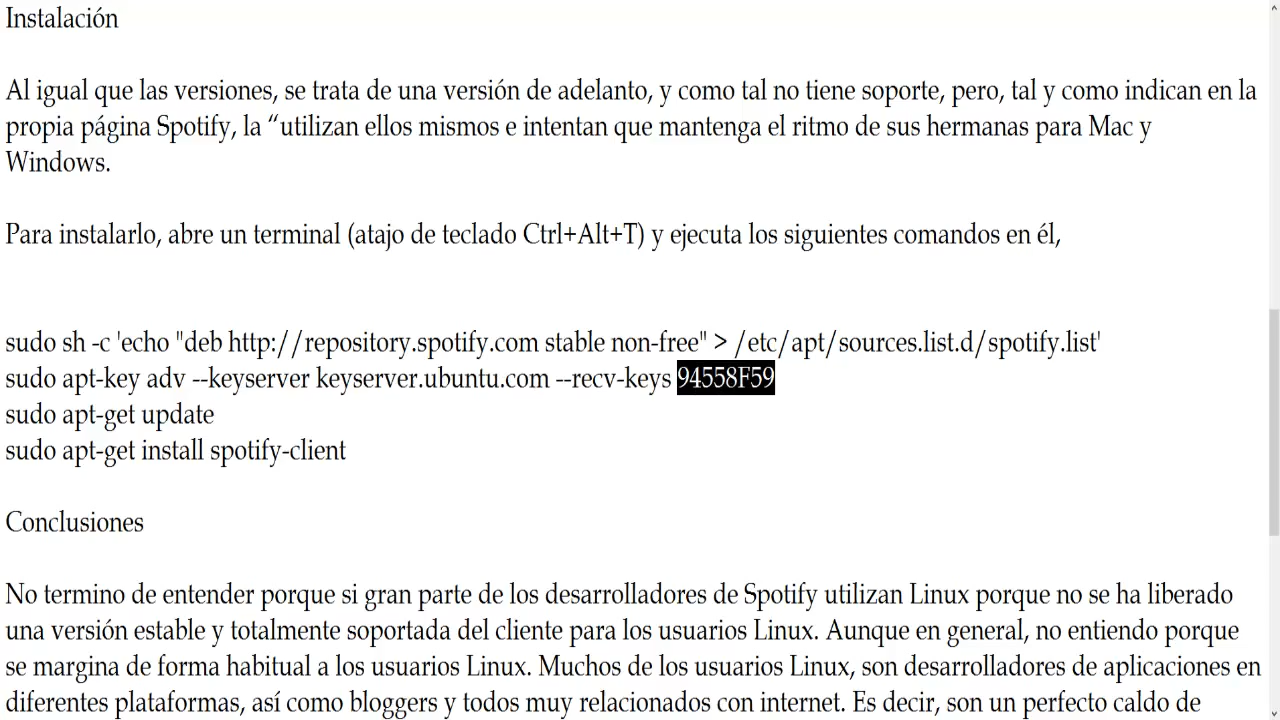 Instalación
Al igual que las versiones, se trata de una versión de adelanto, y como tal no tiene soporte, pero, tal y como indican en la
propia página Spotify, la “utilizan ellos mismos e intentan que mantenga el ritmo de sus hermanas para Mac y
Windows.
Para instalarlo, abre un terminal (atajo de teclado Ctrl+Alt+T) y ejecuta los siguientes comandos en él,
sudo sh -c 'echo "deb http://repository.spotify.com stable non-free" > /etc/apt/sources.list.d/spotify.list'
sudo apt-key adv --keyserver keyserver.ubuntu.com --recv-keys 94558F59
sudo apt-get update
sudo apt-get install spotify-client
Conclusiones
No termino de entender porque si gran parte de los desarrolladores de Spotify utilizan Linux porque no se ha liberado
una versión estable y totalmente soportada del cliente para los usuarios Linux. Aunque en general, no entiendo porque
se margina de forma habitual a los usuarios Linux. Muchos de los usuarios Linux, son desarrolladores de aplicaciones en
diferentes plataformas, así como bloggers y todos muy relacionados con internet. Es decir, son un perfecto caldo de